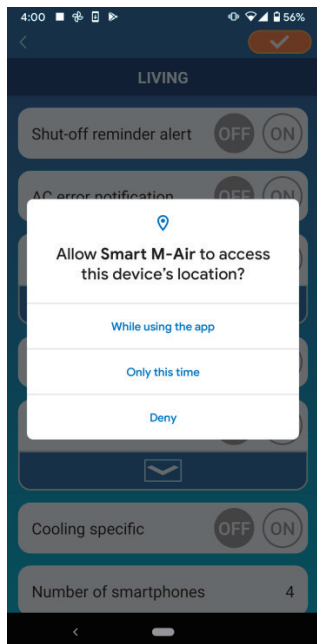 4:00
56%
LIVING
Shut-off reminder alert
OFF
ON
AC error notification
OFF
ON
Allow Smart M-Air to access
this device's location?
While using the app
Only this time
Deny
Cooling specific
OFF
ON
Number of smartphones
4